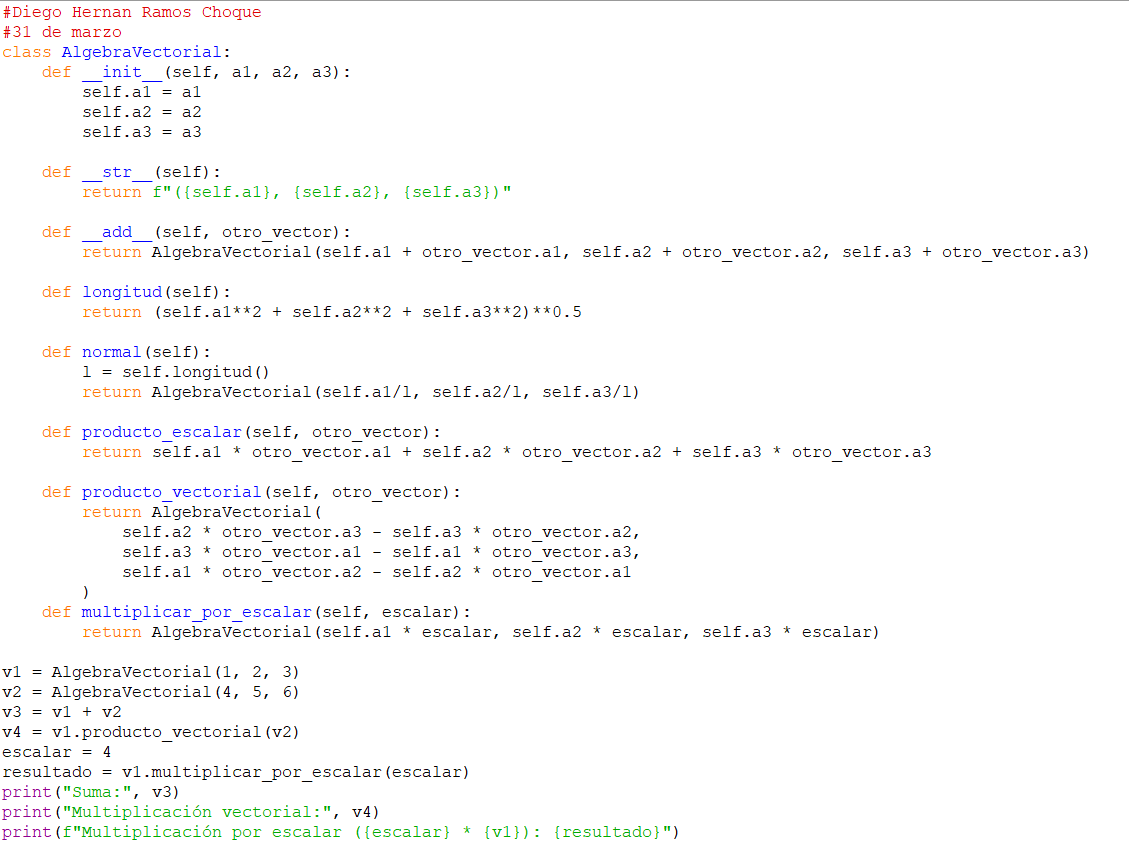 #Diego Hernan Ramos Choque
#31 de marzo
class AlgebraVectorial:
    def __init__(self, a1, a2, a3):
        self.a1 = a1
        self.a2 = a2
        self.a3 = a3

    def __str__(self):
        return f"({self.a1}, {self.a2}, {self.a3})"

    def __add__(self, otro_vector):
        return AlgebraVectorial(self.a1 + otro_vector.a1, self.a2 + otro_vector.a2, self.a3 + otro_vector.a3)

    def longitud(self):
        return (self.a1**2 + self.a2**2 + self.a3**2)**0.5

    def normal(self):
        l = self.longitud()
        return AlgebraVectorial(self.a1/l, self.a2/l, self.a3/l)

    def producto_escalar(self, otro_vector):
        return self.a1 * otro_vector.a1 + self.a2 * otro_vector.a2 + self.a3 * otro_vector.a3

    def producto_vectorial(self, otro_vector):
        return AlgebraVectorial(
            self.a2 * otro_vector.a3 - self.a3 * otro_vector.a2,
            self.a3 * otro_vector.a1 - self.a1 * otro_vector.a3,
            self.a1 * otro_vector.a2 - self.a2 * otro_vector.a1
        )
    def multiplicar_por_escalar(self, escalar):
        return AlgebraVectorial(self.a1 * escalar, self.a2 * escalar, self.a3 * escalar)

v1 = AlgebraVectorial(1, 2, 3)
v2 = AlgebraVectorial(4, 5, 6)
v3 = v1 + v2
v4 = v1.producto_vectorial(v2)
escalar = 4
resultado = v1.multiplicar_por_escalar(escalar)
print("Suma:", v3)
print("Multiplicación vectorial:", v4)
print(f"Multiplicación por escalar ({escalar} * {v1}): {resultado}")